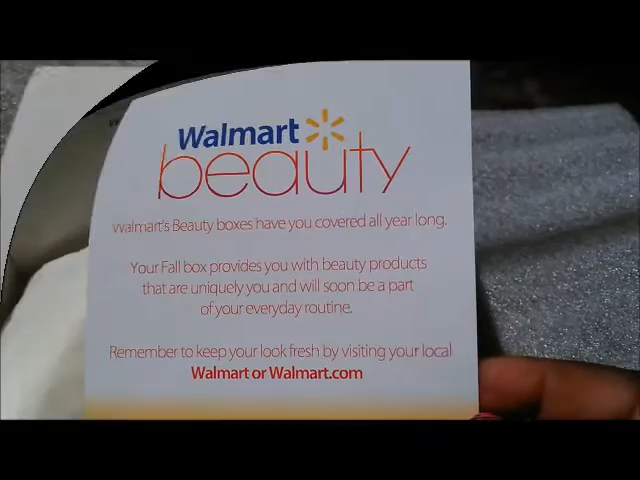 Walmart
beauty
Walmart's Beauty boxes have you covered all year long.
Your Fall box provides you with beauty products
that are uniquely you and will soon be a part
of your everyday routine.
Remember to keep your look fresh by visiting your local
Walmart or Walmart.com